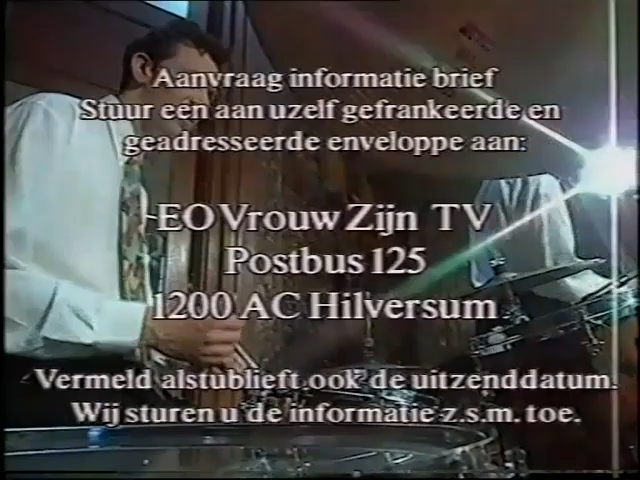 Aanvraag informatie brief
Stuur een aan uzelf gefrankeerde en
geadresseerde enveloppe aan:
EO Vrouw Zijn TV
Postbus 125
1200 AC Hilversum
Vermeld alstublieft ook de uitzenddatum.
Wij sturen u de informatie z.s.m. toe.